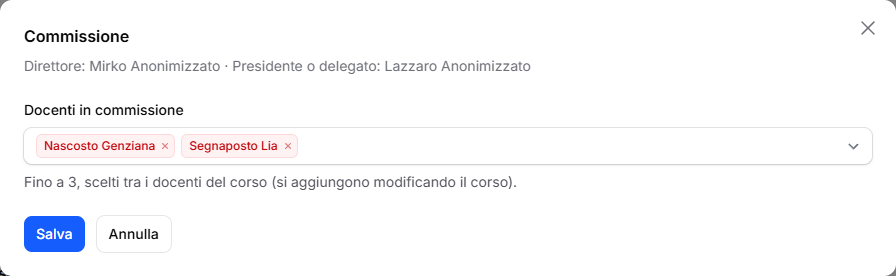 Commissione
Direttore: Mirko Anonimizzato · Presidente o delegato: Lazzaro Anonimizzato
Docenti in commissione
Nascosto Genziana × Segnaposto Lia ×
Fino a 3, scelti tra i docenti del corso (si aggiungono modificando il corso).
Salva Annulla